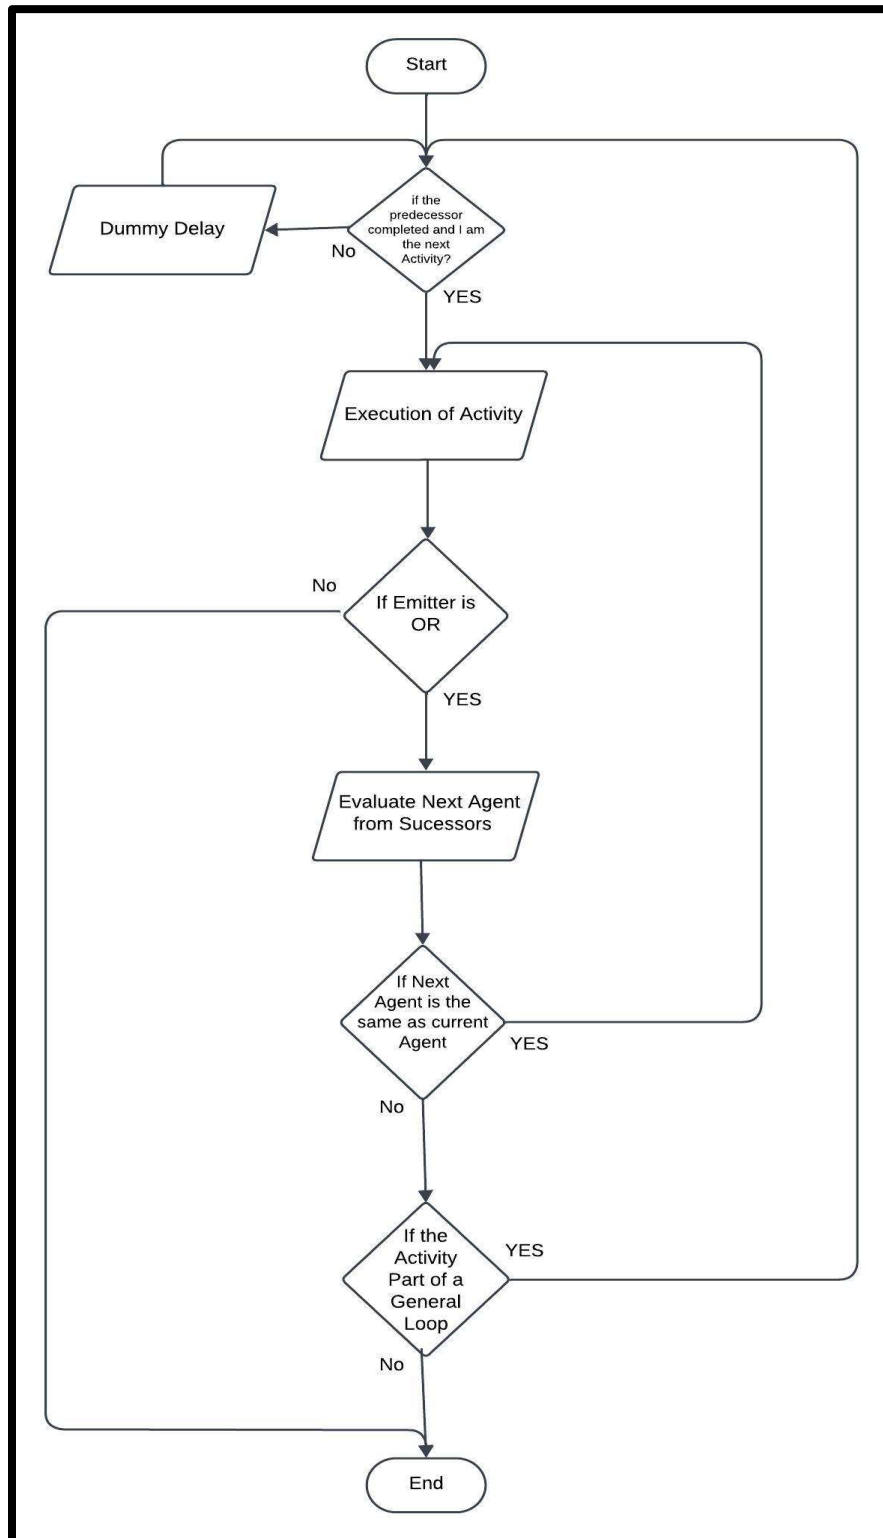 Start
if the
predecessor
completed and I am
the next
Activity?
Dummy Delay
No
YES
Execution of Activity
No
If Emitter is
OR
YES
Evaluate Next Agent
from Sucessors
If Next
Agent is the
same as current
Agent
YES
No
If the
Activity
Part of a
General
Loop
YES
No
End